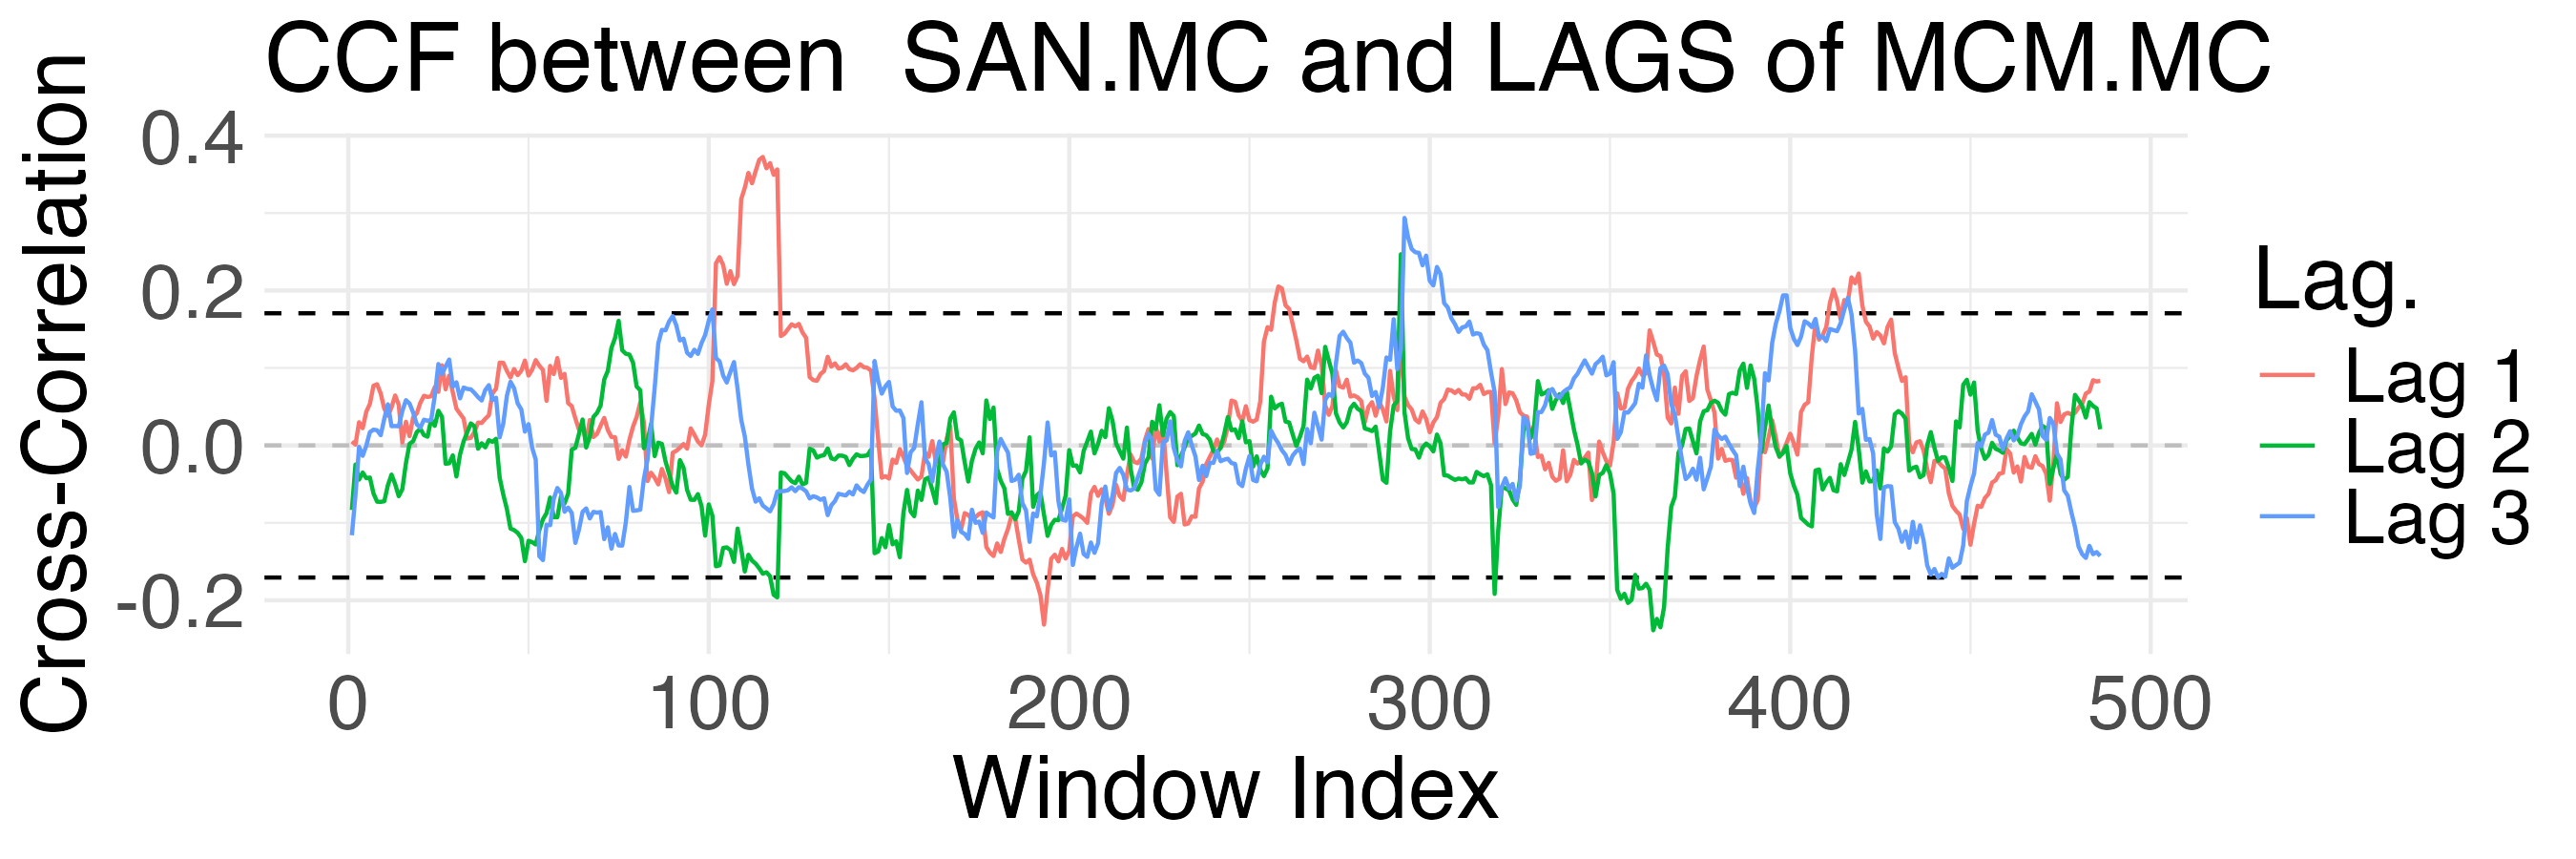 CCF between  SAN.MC and LAGS of MCM.MC
Cross-Correlation
0.4
0.2
0.0
-0.2
0
100
200
300
400
500
Window Index
Lag.
Lag 1
Lag 2
Lag 3